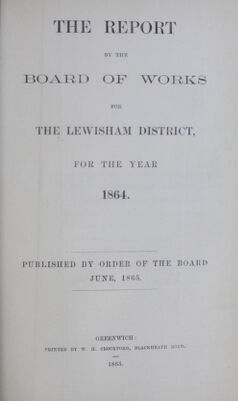 THE REPORT
BY THE
BOARD OF WORKS
FOR
THE LEWISHAM DISTRICT,
FOR THE YEAR
1864.
PUBLISHED BY ORDER OF THE BOARD
JUNE, 1865.
GREENWICH:
PRINTED BY W. H. CROCKFORD, BLACKHEATH ROAD.
1865.